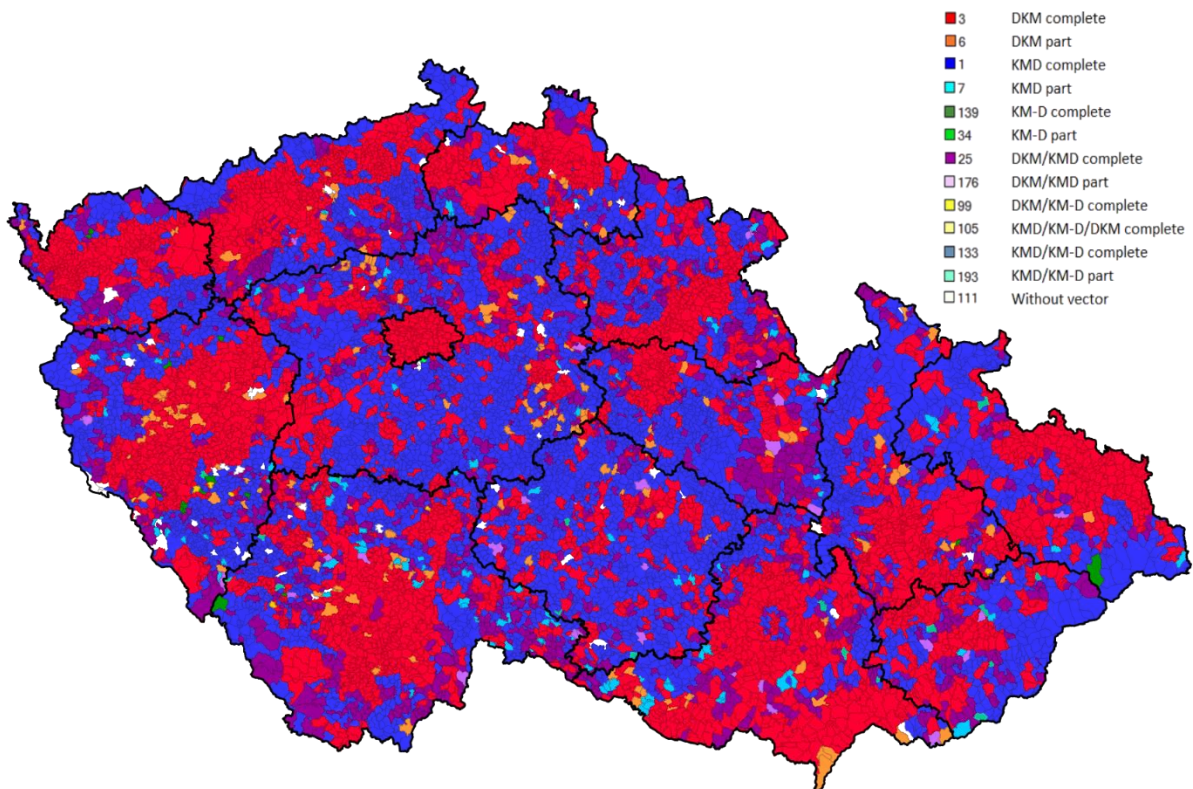 3 DKM complete
6 DKM part
1 KMD complete
7 KMD part
139 KM-D complete
34 KM-D part
25 DKM/KMD complete
176 DKM/KMD part
99 DKM/KM-D complete
105 KMD/KM-D/DKM complete
133 KMD/KM-D complete
193 KMD/KM-D part
111 Without vector